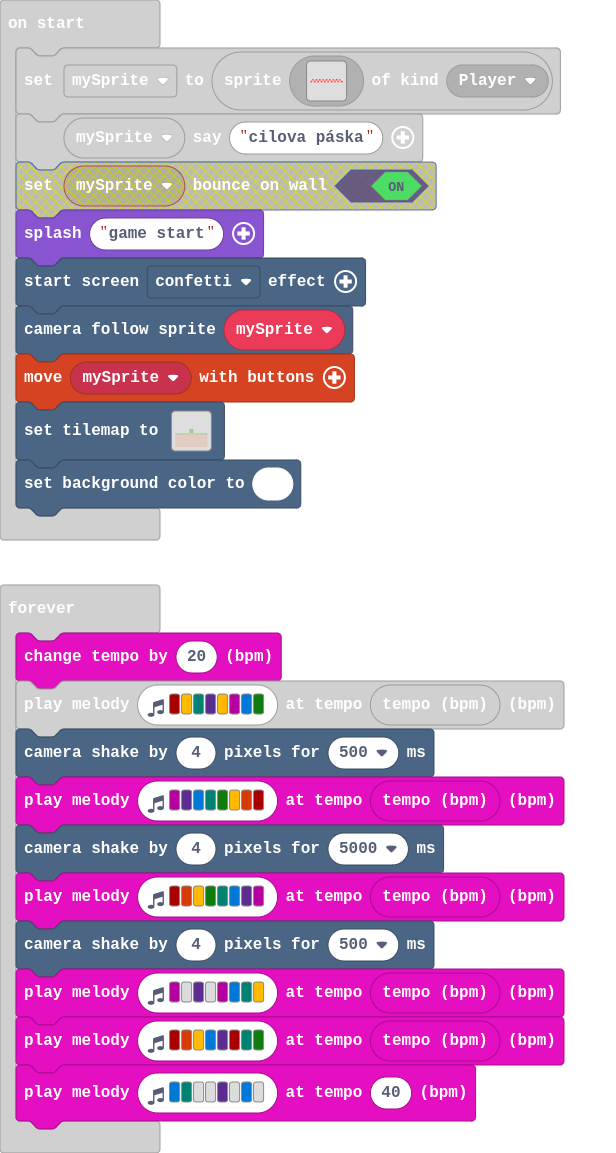 on start
set mySprite to sprite of kind Player
mySprite say "cilova páska"
set mySprite bounce on wall ON
splash "game start"
start screen confetti effect
camera follow sprite mySprite
move mySprite with buttons
set tilemap to
set background color to
forever
change tempo by 20 (bpm)
play melody at tempo tempo (bpm) (bpm)
camera shake by 4 pixels for 500 ms
play melody at tempo tempo (bpm) (bpm)
camera shake by 4 pixels for 5000 ms
play melody at tempo tempo (bpm) (bpm)
camera shake by 4 pixels for 500 ms
play melody at tempo tempo (bpm) (bpm)
play melody at tempo tempo (bpm) (bpm)
play melody at tempo 40 (bpm)